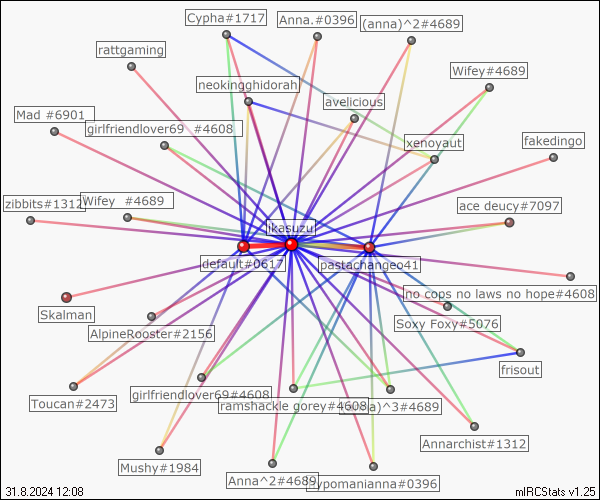 Cypha#1717
Anna.#0396
(anna)^2#4689
rattgaming
Wifey#4689
neokingghidorah
avelicious
Mad #6901
girlfriendlover69 #4608
xenoyaut
fakedingo
zibbits#1312
Wifey #4689
ace deucy#7097
ikasuzu
default#0617
pastachangeo41
no cops no laws no hope#4608
Skalman
Soxy Foxy#5076
AlpineRooster#2156
frisout
Toucan#2473
girlfriendlover69#4608
ramshackle gorey#4608
a)^3#4689
Annarchist#1312
Mushy#1984
Anna^2#4689
ypomanianna#0396
31.8.2024 12:08
mIRCStats v1.25